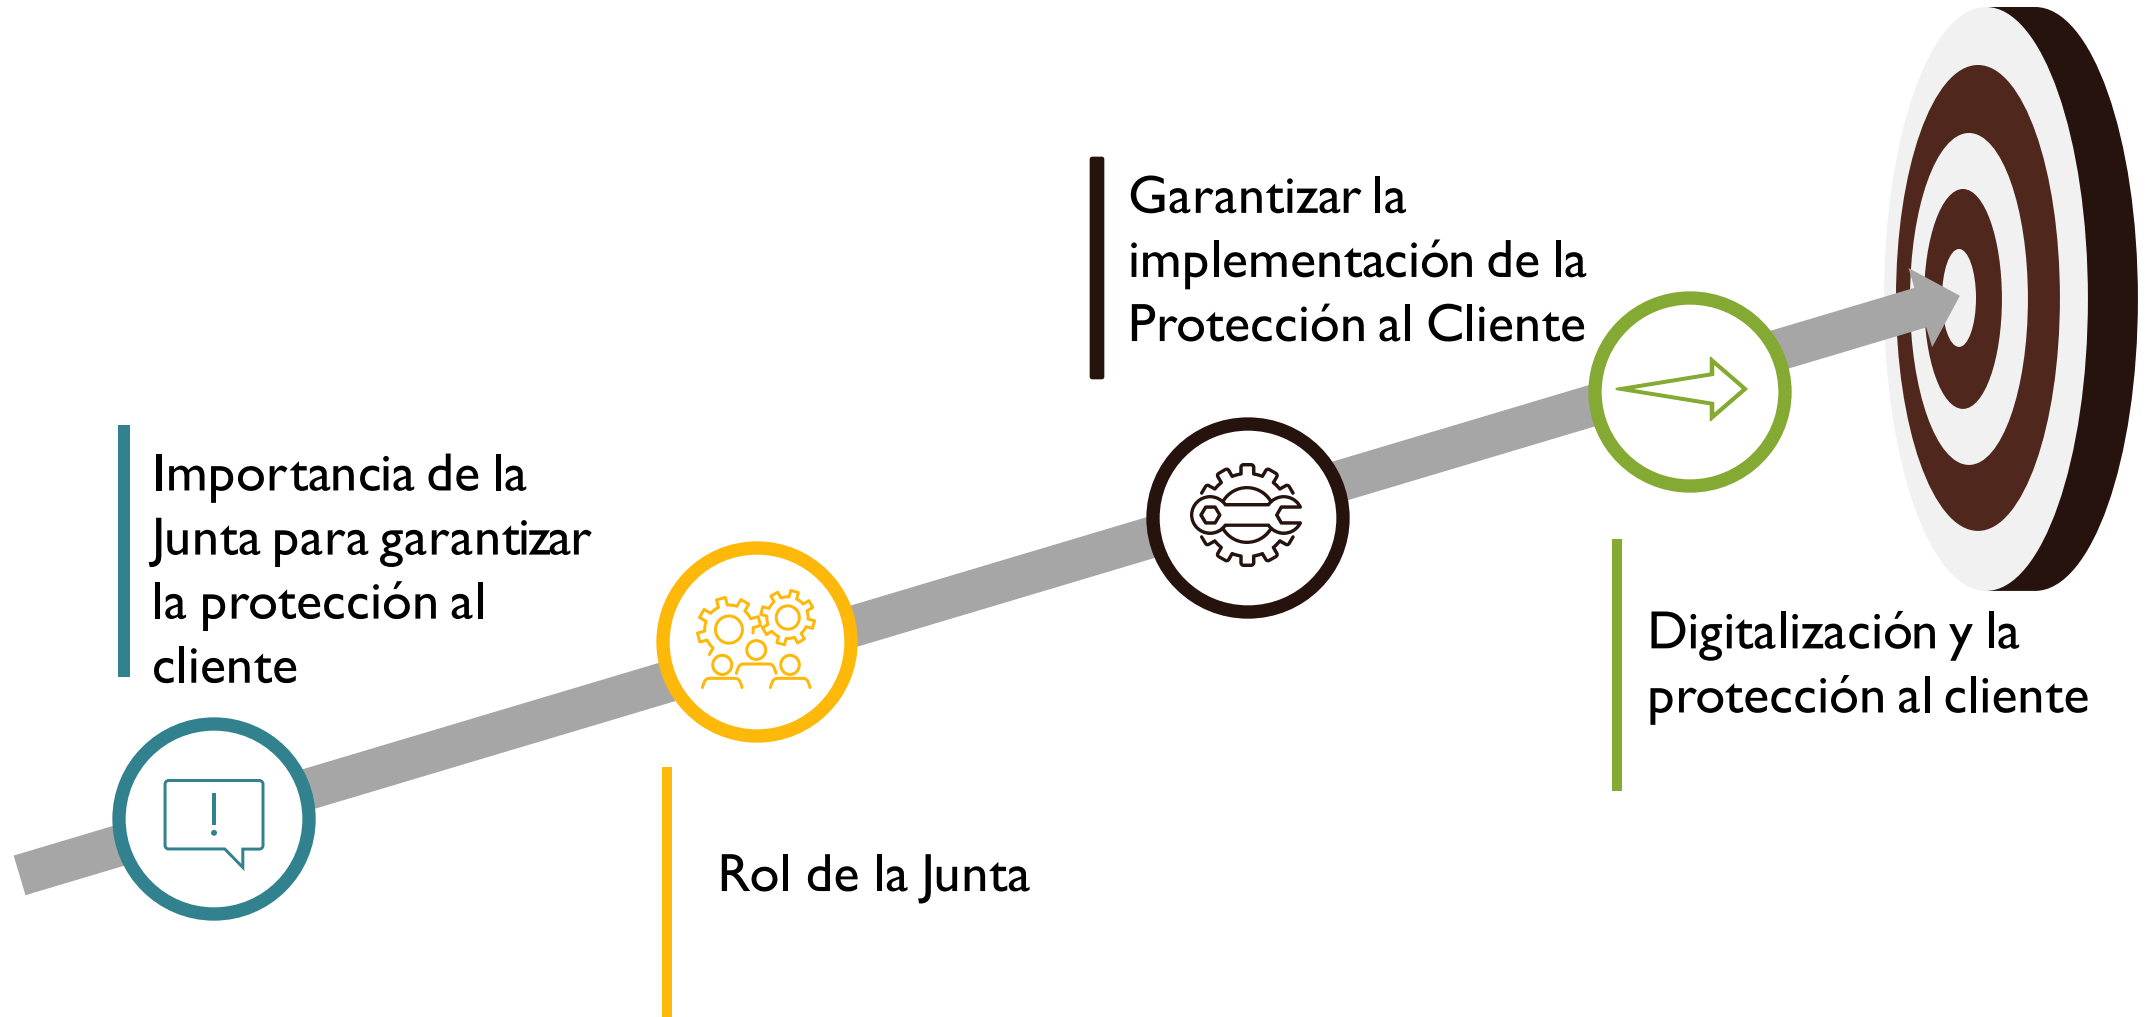 Importancia de la
Junta para garantizar
la protección al
cliente
Rol de la Junta
Garantizar la
implementación de la
Protección al Cliente
Digitalización y la
protección al cliente